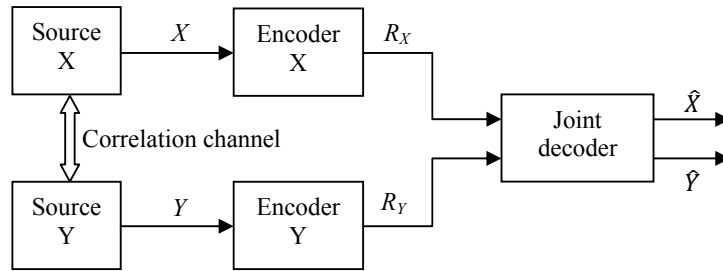 Source
X
X
Encoder
X
R_X
Joint
decoder
X̂
Ŷ
Correlation channel
Source
Y
Y
Encoder
Y
R_Y